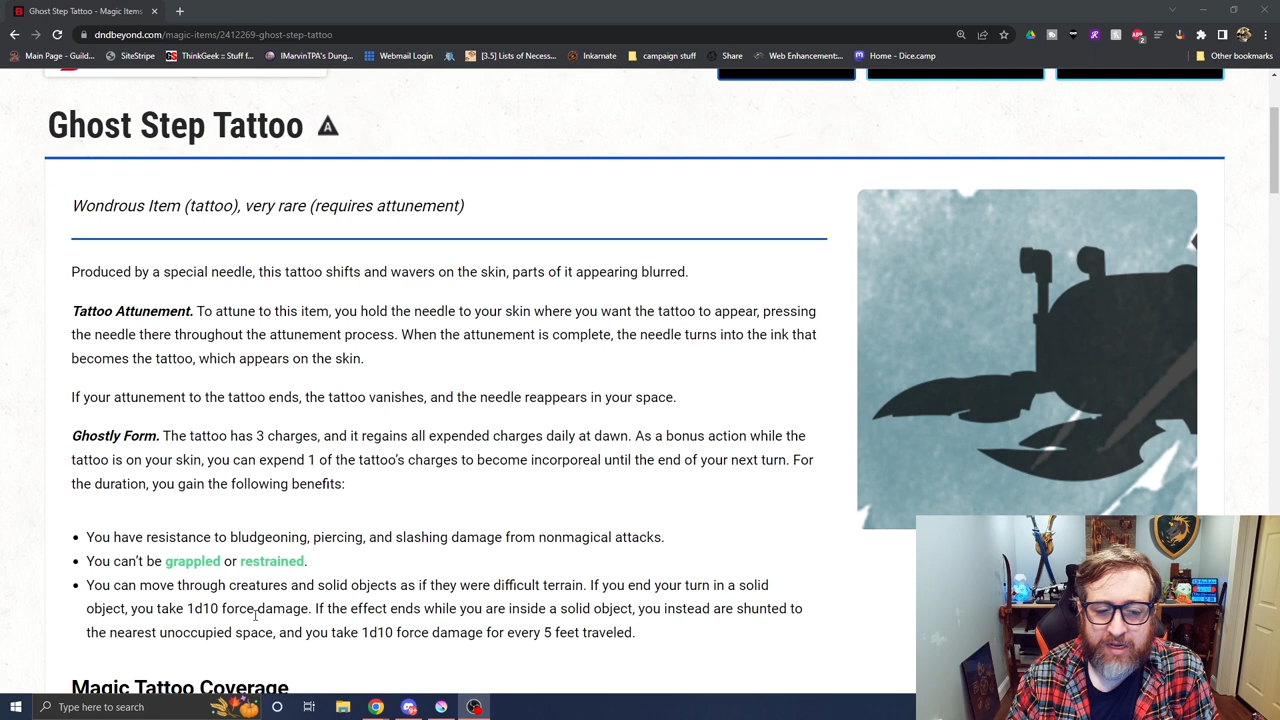 Ghost Step Tattoo - Magic Items
dndbeyond.com/magic-items/2412269-ghost-step-tattoo
Main Page - Guild... SiteStripe ThinkGeek :: Stuff f... IMarvinTPA's Dung... Webmail Login [3.5] Lists of Necess... Inkarnate campaign stuff Share Web Enhancement:... Home - Dice.camp Other bookmarks
Ghost Step Tattoo A
Wondrous Item (tattoo), very rare (requires attunement)
Produced by a special needle, this tattoo shifts and wavers on the skin, parts of it appearing blurred.
Tattoo Attunement. To attune to this item, you hold the needle to your skin where you want the tattoo to appear, pressing
the needle there throughout the attunement process. When the attunement is complete, the needle turns into the ink that
becomes the tattoo, which appears on the skin.
If your attunement to the tattoo ends, the tattoo vanishes, and the needle reappears in your space.
Ghostly Form. The tattoo has 3 charges, and it regains all expended charges daily at dawn. As a bonus action while the
tattoo is on your skin, you can expend 1 of the tattoo's charges to become incorporeal until the end of your next turn. For
the duration, you gain the following benefits:
You have resistance to bludgeoning, piercing, and slashing damage from nonmagical attacks.
You can't be grappled or restrained.
You can move through creatures and solid objects as if they were difficult terrain. If you end your turn in a solid
object, you take 1d10 force damage. If the effect ends while you are inside a solid object, you instead are shunted to
the nearest unoccupied space, and you take 1d10 force damage for every 5 feet traveled.
Magic Tattoo Coverage
Type here to search